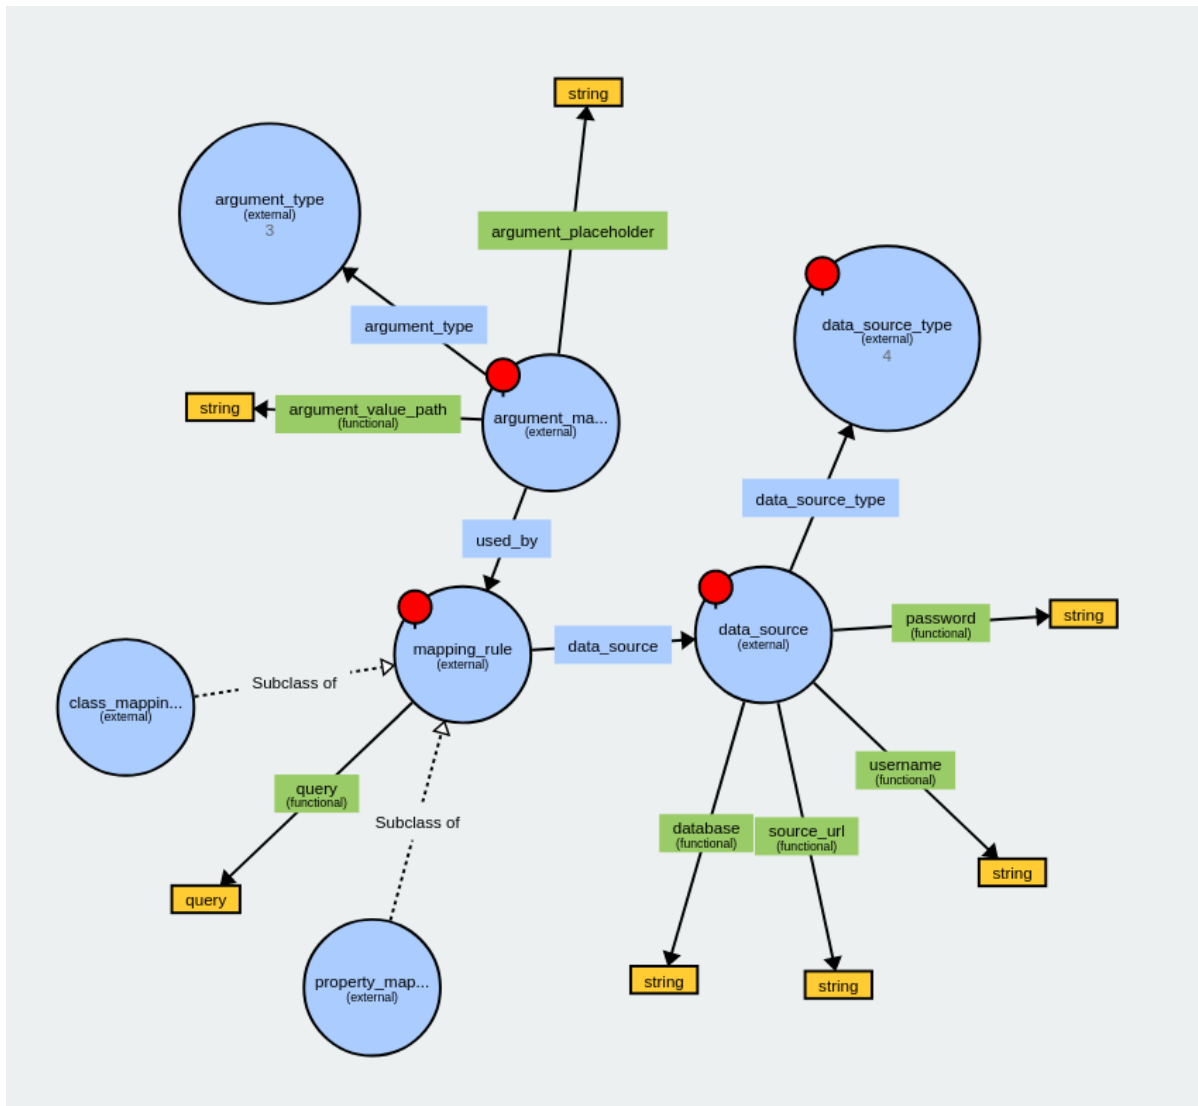 string
argument_type
(external)
3
argument_placeholder
data_source_type
(external)
4
argument_type
string
argument_value_path
(functional)
argument_ma...
(external)
data_source_type
used_by
mapping_rule
(external)
data_source
data_source
(external)
password
(functional)
string
Subclass of
class_mappin...
(external)
query
(functional)
username
(functional)
Subclass of
database
(functional)
source_url
(functional)
string
query
property_map...
(external)
string
string